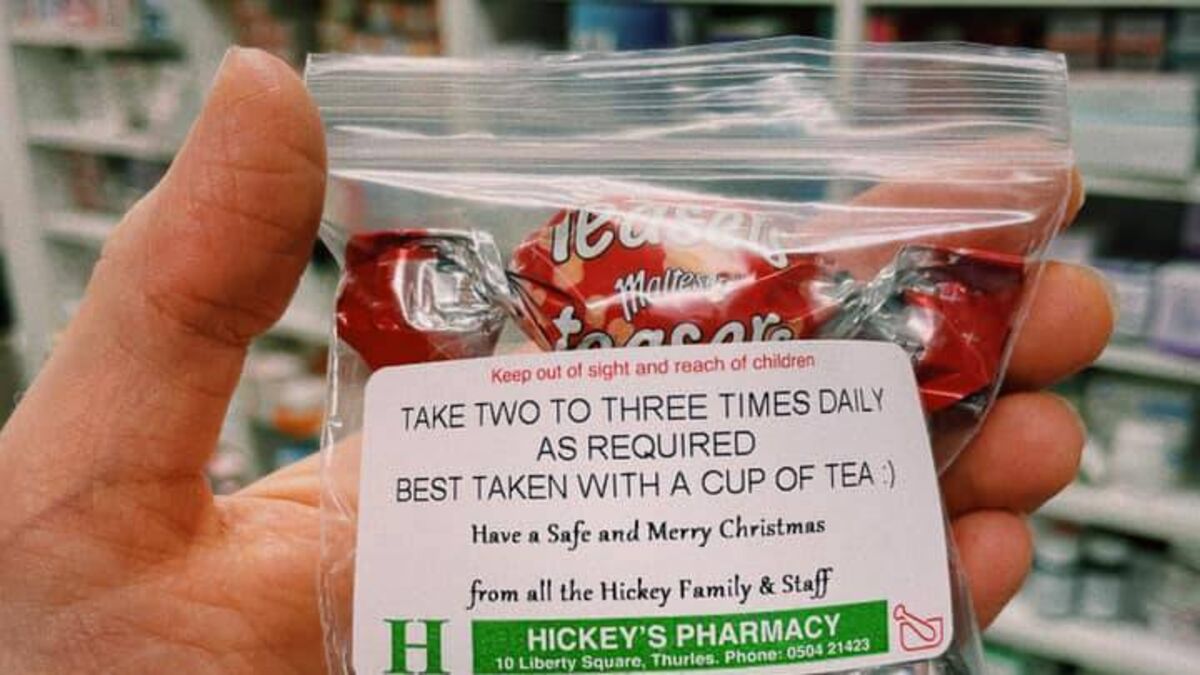 Teasers
Maltesers
teasers
Keep out of sight and reach of children
TAKE TWO TO THREE TIMES DAILY
AS REQUIRED
BEST TAKEN WITH A CUP OF TEA :)
Have a Safe and Merry Christmas
from all the Hickey Family & Staff
H
HICKEY'S PHARMACY
10 Liberty Square, Thurles. Phone: 0504 21423